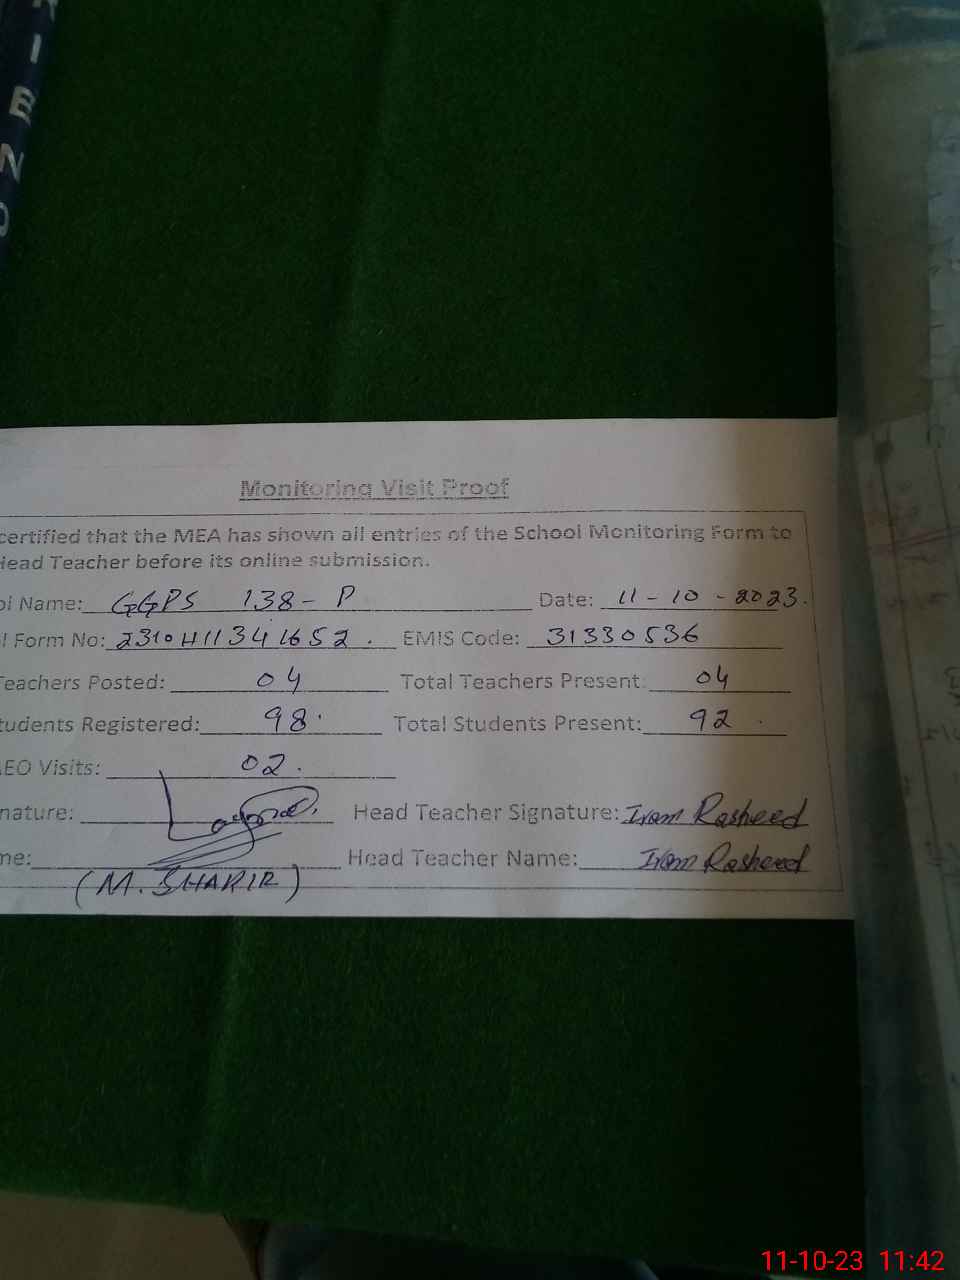 I
B
N
D
Monitoring Visit Proof
certified that the MEA has shown all entries of the School Monitoring Form to
Head Teacher before its online submission.
ol Name: GGPS 138-P Date: 11-10-2023.
l Form No: EMIS Code: 31330536
Teachers Posted: 04 Total Teachers Present: 04
tudents Registered: 98. Total Students Present: 92
AEO Visits: 02.
nature: Head Teacher Signature: Iram Rasheed
me: Head Teacher Name: Iram Rasheed
(M.
11-10-23 11:42